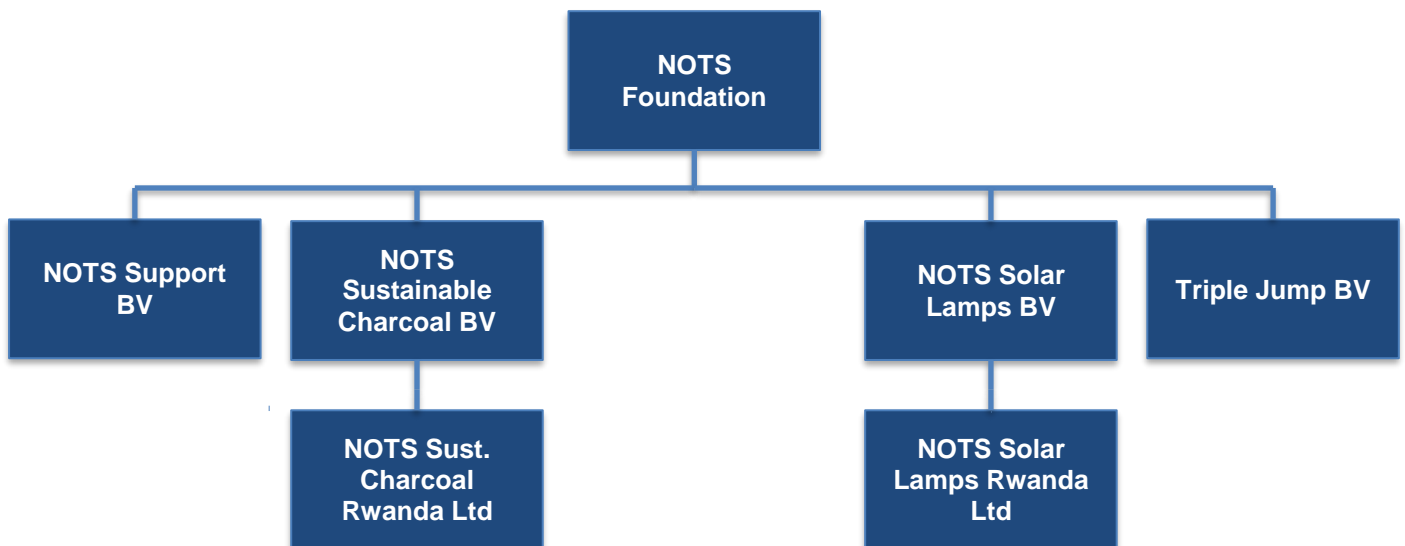 NOTS
Foundation
NOTS Support
BV
NOTS
Sustainable
Charcoal BV
NOTS Solar
Lamps BV
Triple Jump BV
NOTS Sust.
Charcoal
Rwanda Ltd
NOTS Solar
Lamps Rwanda
Ltd